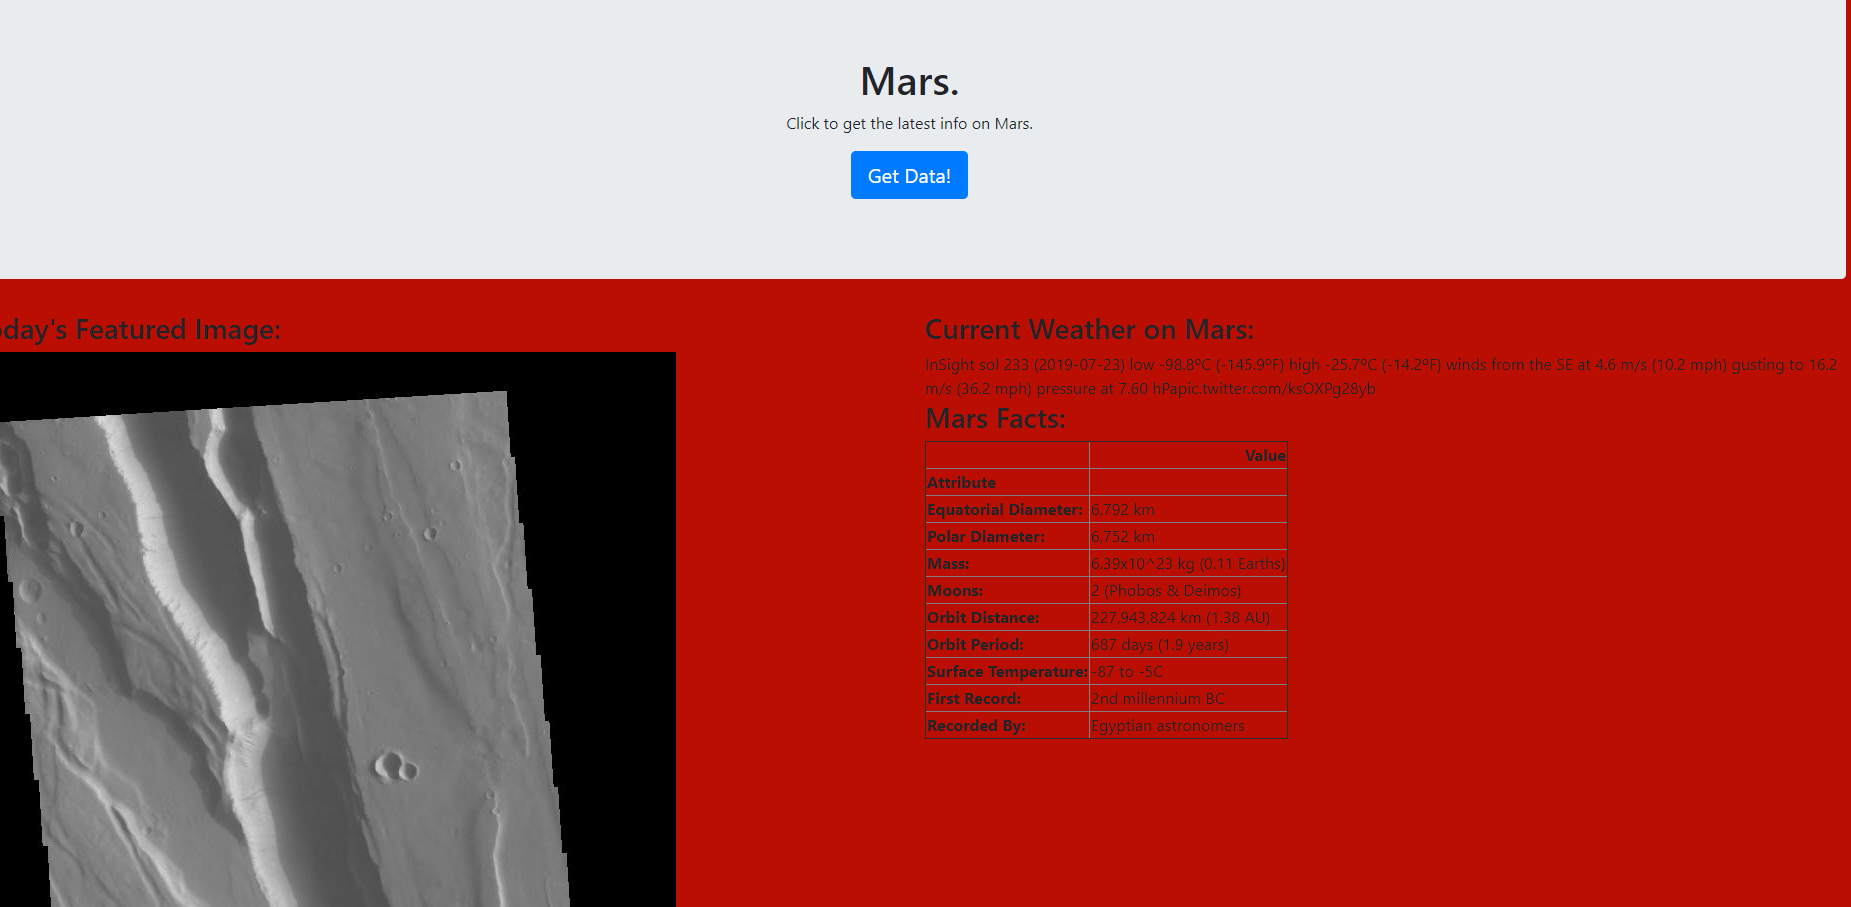 Mars.
Click to get the latest info on Mars.
Get Data!
oday's Featured Image:
Current Weather on Mars:
InSight sol 233 (2019-07-23) low -98.8ºC (-145.9ºF) high -25.7ºC (-14.2ºF) winds from the SE at 4.6 m/s (10.2 mph) gusting to 16.2
m/s (36.2 mph) pressure at 7.60 hPapic.twitter.com/ksOXPg28yb
Mars Facts:
Value
Attribute
Equatorial Diameter: 6,792 km
Polar Diameter: 6,752 km
Mass: 6.39x10^23 kg (0.11 Earths)
Moons: 2 (Phobos & Deimos)
Orbit Distance: 227,943,824 km (1.38 AU)
Orbit Period: 687 days (1.9 years)
Surface Temperature: -87 to -5C
First Record: 2nd millennium BC
Recorded By: Egyptian astronomers